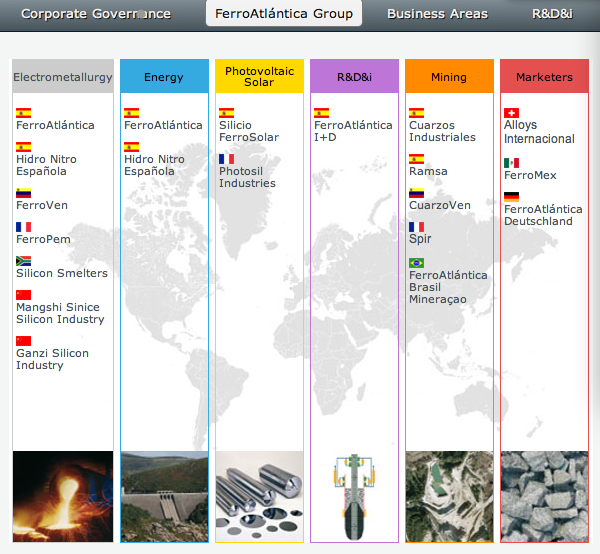 Corporate Governance
FerroAtlántica Group
Business Areas
R&D&i
Electrometallurgy
FerroAtlántica
Hidro Nitro
Española
FerroVen
FerroPem
Silicon Smelters
Mangshi Sinice
Silicon Industry
Ganzi Silicon
Industry
Energy
FerroAtlántica
Hidro Nitro
Española
Photovoltaic
Solar
Silicio
FerroSolar
Photosil
Industries
R&D&i
FerroAtlántica
I+D
Mining
Cuarzos
Industriales
Ramsa
CuarzoVen
Spir
FerroAtlántica
Brasil
Mineraçao
Marketers
Alloys
Internacional
FerroMex
FerroAtlántica
Deutschland